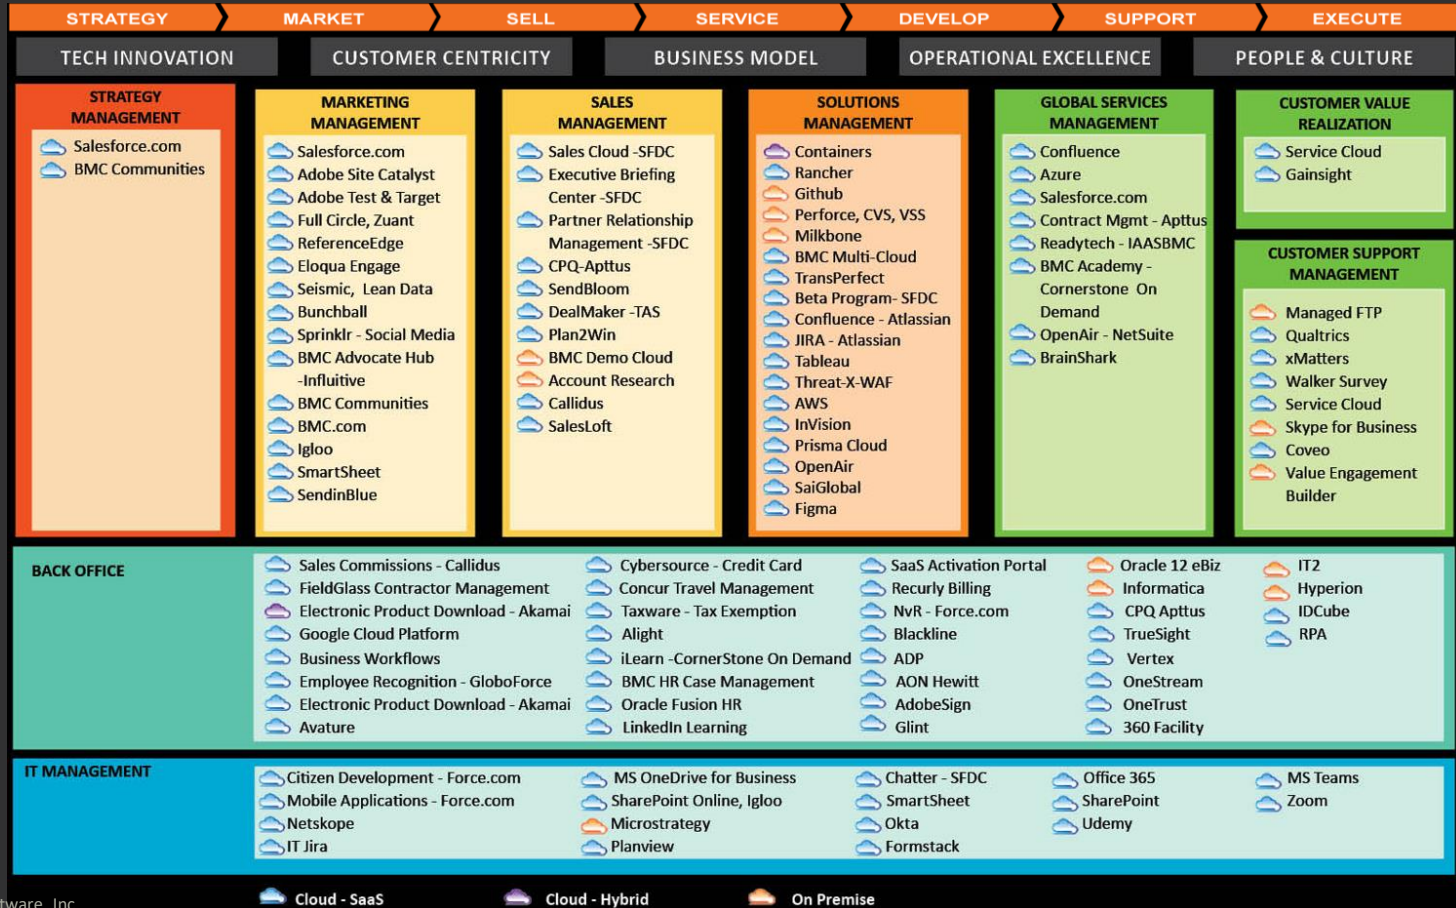 STRATEGY
MARKET
SELL
SERVICE
DEVELOP
SUPPORT
EXECUTE
TECH INNOVATION
CUSTOMER CENTRICITY
BUSINESS MODEL
OPERATIONAL EXCELLENCE
PEOPLE & CULTURE
STRATEGY
MANAGEMENT
Salesforce.com
BMC Communities
MARKETING
MANAGEMENT
Salesforce.com
Adobe Site Catalyst
Adobe Test & Target
Full Circle, Zuant
ReferenceEdge
Eloqua Engage
Seismic, Lean Data
Bunchball
Sprinklr - Social Media
BMC Advocate Hub
-Influitive
BMC Communities
BMC.com
Igloo
SmartSheet
SendinBlue
SALES
MANAGEMENT
Sales Cloud -SFDC
Executive Briefing
Center -SFDC
Partner Relationship
Management -SFDC
CPQ-Apttus
SendBloom
DealMaker -TAS
Plan2Win
BMC Demo Cloud
Account Research
Callidus
SalesLoft
SOLUTIONS
MANAGEMENT
Containers
Rancher
Github
Perforce, CVS, VSS
Milkbone
BMC Multi-Cloud
TransPerfect
Beta Program- SFDC
Confluence - Atlassian
JIRA - Atlassian
Tableau
Threat-X-WAF
AWS
InVision
Prisma Cloud
OpenAir
SaiGlobal
Figma
GLOBAL SERVICES
MANAGEMENT
Confluence
Azure
Salesforce.com
Contract Mgmt - Apttus
Readytech - IAASBMC
BMC Academy -
Cornerstone On
Demand
OpenAir - NetSuite
BrainShark
CUSTOMER VALUE
REALIZATION
Service Cloud
Gainsight
CUSTOMER SUPPORT
MANAGEMENT
Managed FTP
Qualtrics
xMatters
Walker Survey
Service Cloud
Skype for Business
Coveo
Value Engagement
Builder
BACK OFFICE
Sales Commissions - Callidus
FieldGlass Contractor Management
Electronic Product Download - Akamai
Google Cloud Platform
Business Workflows
Employee Recognition - GloboForce
Electronic Product Download - Akamai
Avature
Cybersource - Credit Card
Concur Travel Management
Taxware - Tax Exemption
Alight
iLearn -CornerStone On Demand
BMC HR Case Management
Oracle Fusion HR
LinkedIn Learning
SaaS Activation Portal
Recurly Billing
NvR - Force.com
Blackline
ADP
AON Hewitt
AdobeSign
Glint
Oracle 12 eBiz
Informatica
CPQ Apttus
TrueSight
Vertex
OneStream
OneTrust
360 Facility
IT2
Hyperion
IDCube
RPA
IT MANAGEMENT
Citizen Development - Force.com
Mobile Applications - Force.com
Netskope
IT Jira
MS OneDrive for Business
SharePoint Online, Igloo
Microstrategy
Planview
Chatter - SFDC
SmartSheet
Okta
Formstack
Office 365
SharePoint
Udemy
MS Teams
Zoom
Cloud - SaaS
Cloud - Hybrid
On Premise